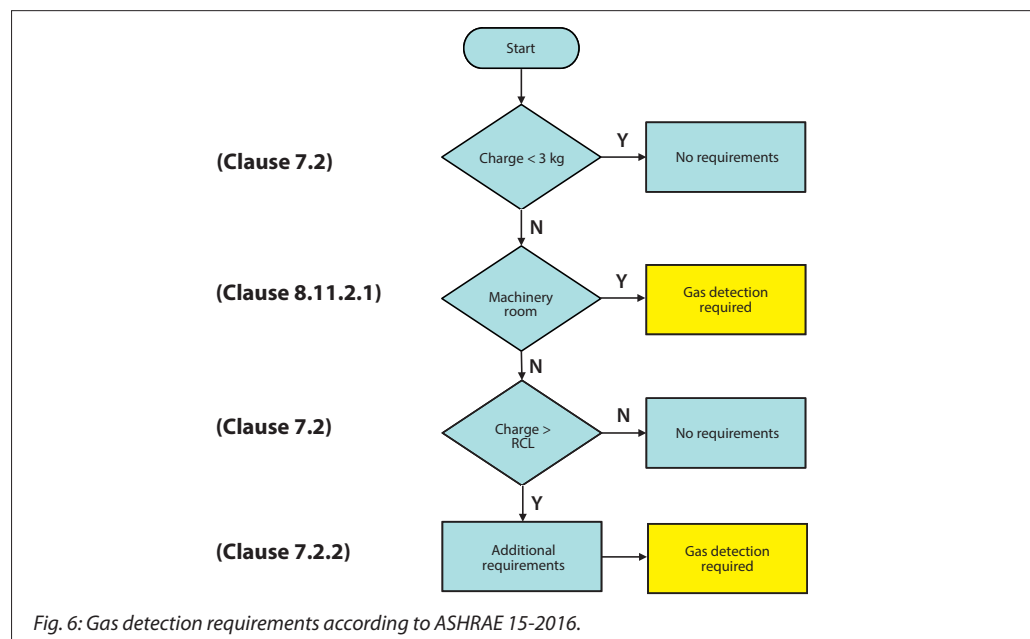 Start
(Clause 7.2)
Charge < 3 kg
Y
No requirements
N
(Clause 8.11.2.1)
Machinery
room
Y
Gas detection
required
N
(Clause 7.2)
Charge >
RCL
N
No requirements
Y
(Clause 7.2.2)
Additional
requirements
Gas detection
required
Fig. 6: Gas detection requirements according to ASHRAE 15-2016.